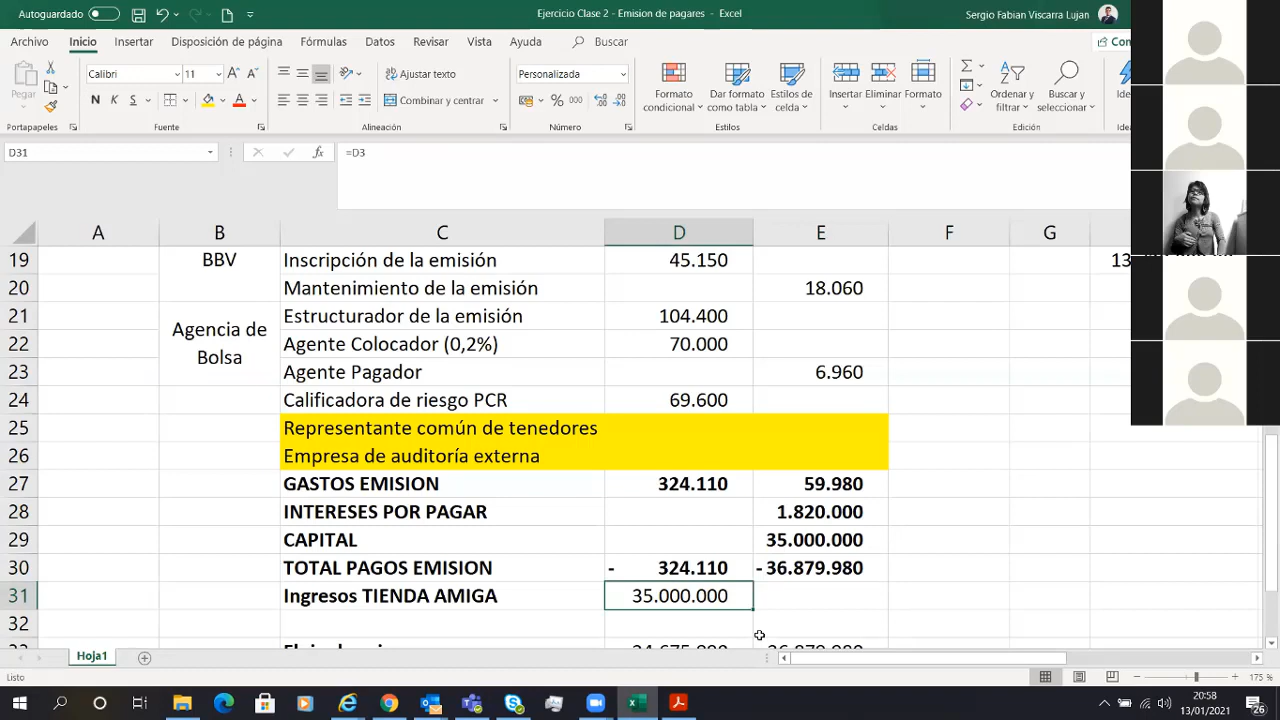 Autoguardado
Ejercicio Clase 2 - Emision de pagares - Excel
Sergio Fabian Viscarra Lujan
Archivo Inicio Insertar Disposición de página Fórmulas Datos Revisar Vista Ayuda Buscar
Pegar
Calibri 11
Ajustar texto
Combinar y centrar
Personalizada
% 000
Formato condicional
Dar formato como tabla
Estilos de celda
Insertar Eliminar Formato
Ordenar y filtrar
Buscar y seleccionar
Portapapeles Fuente Alineación Número Estilos Celdas Edición
D31 fx =D3
A B C D E F G
19 BBV Inscripción de la emisión 45.150
20 Mantenimiento de la emisión 18.060
21 Estructurador de la emisión 104.400
Agencia de Bolsa
22 Agente Colocador (0,2%) 70.000
23 Agente Pagador 6.960
24 Calificadora de riesgo PCR 69.600
25 Representante común de tenedores
26 Empresa de auditoría externa
27 GASTOS EMISION 324.110 59.980
28 INTERESES POR PAGAR 1.820.000
29 CAPITAL 35.000.000
30 TOTAL PAGOS EMISION - 324.110 - 36.879.980
31 Ingresos TIENDA AMIGA 35.000.000
32
Hoja1
Listo
175 %
20:58
13/01/2021
26